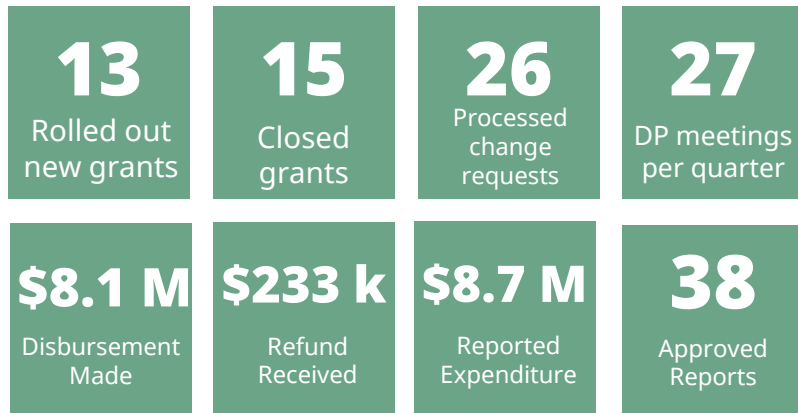 13
Rolled out
new grants
15
Closed
grants
26
Processed
change
requests
27
DP meetings
per quarter
$8.1 M
Disbursement
Made
$233 k
Refund
Received
$8.7 M
Reported
Expenditure
38
Approved
Reports